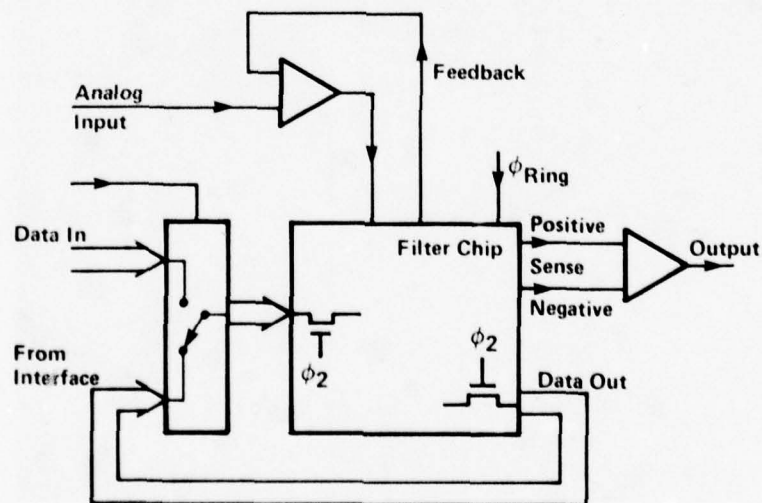 Analog
Input
Feedback
ϕRing
Data In
Filter Chip
Positive
Sense
Negative
Output
From
Interface
ϕ2
ϕ2
Data Out